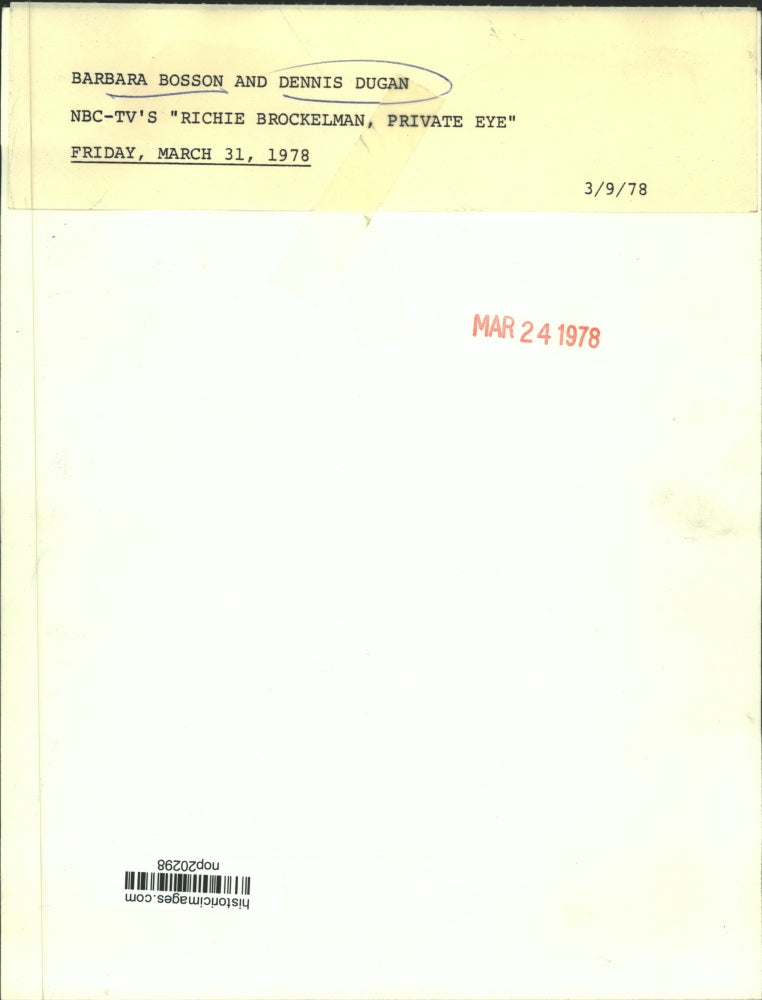 BARBARA BOSSON AND DENNIS DUGAN
NBC-TV'S "RICHIE BROCKELMAN, PRIVATE EYE"
FRIDAY, MARCH 31, 1978
3/9/78
MAR 24 1978
historicimages.com
nop20298